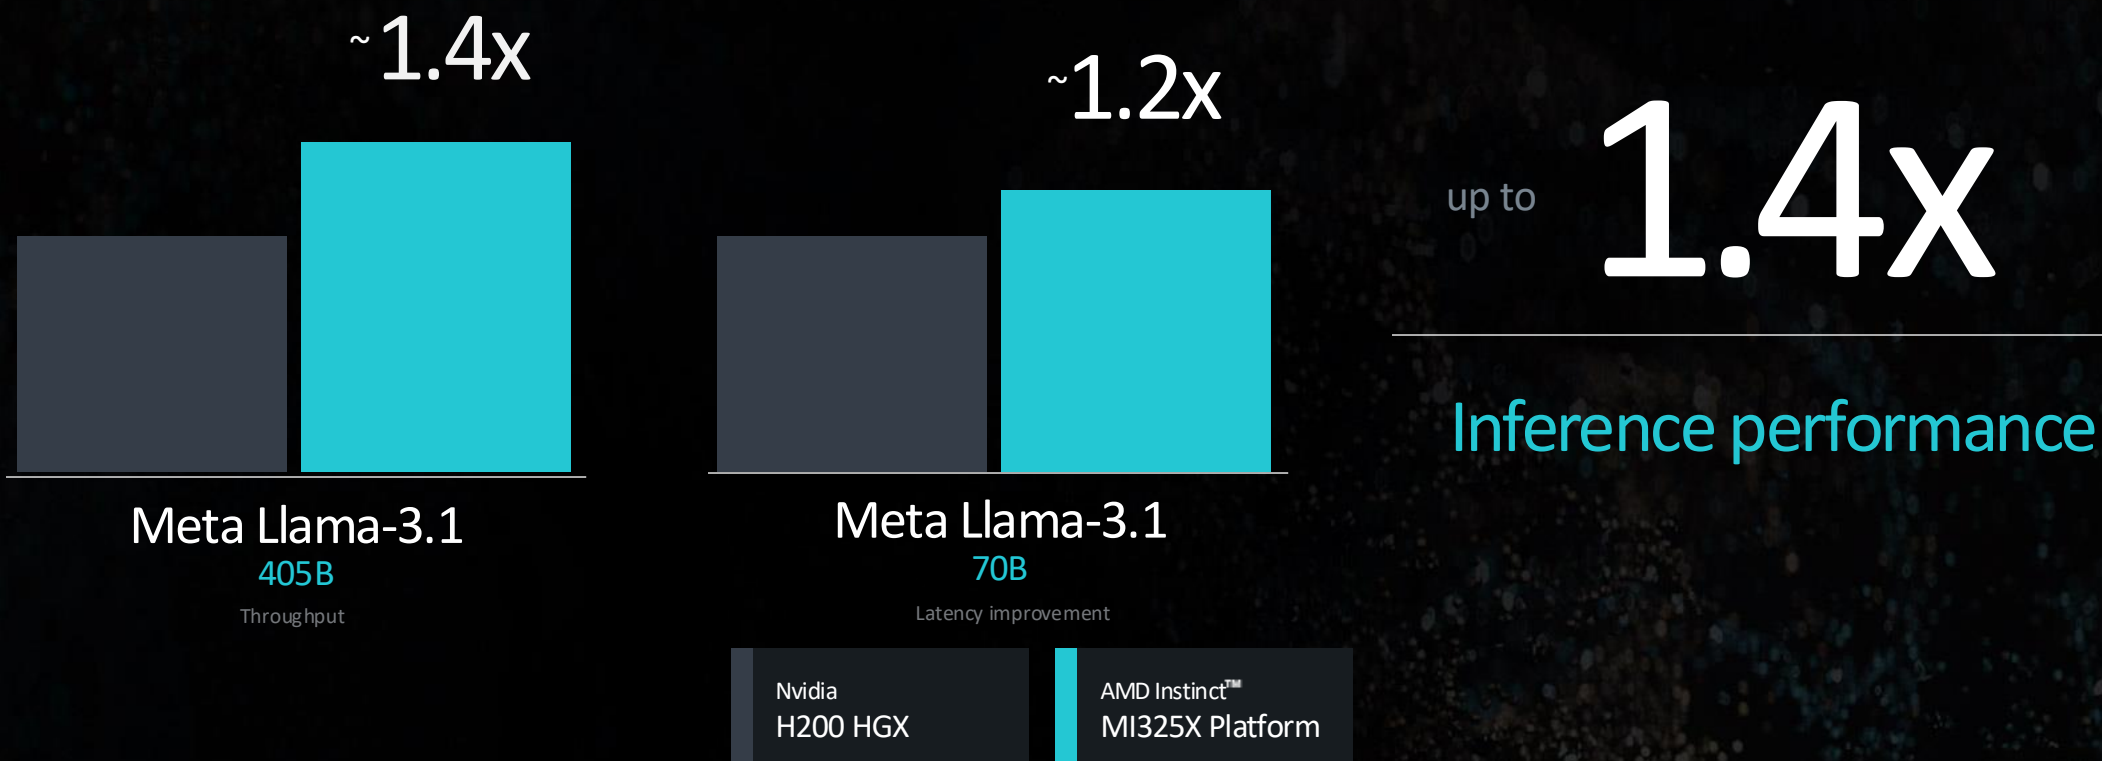 ~1.4x
Meta Llama-3.1
405B
Throughput
~1.2x
Meta Llama-3.1
70B
Latency improvement
Nvidia
H200 HGX
AMD Instinct™
MI325X Platform
up to 1.4x
Inference performance